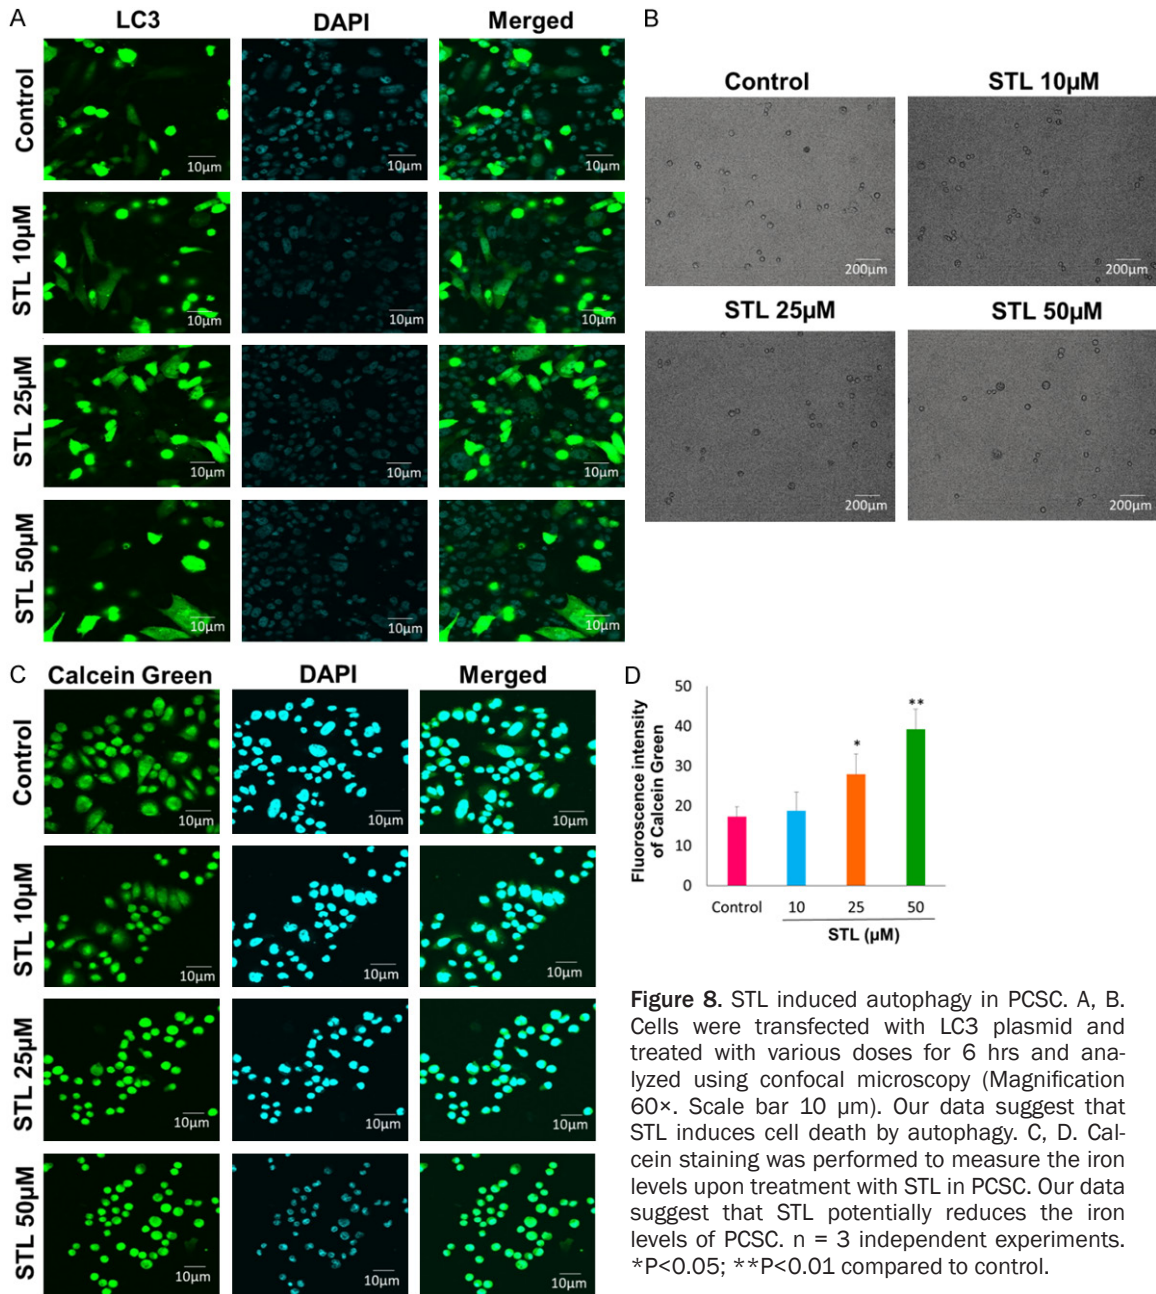 A
LC3
DAPI
Merged
Control
10µm
10µm
10µm
STL 10µM
10µm
10µm
10µm
STL 25µM
10µm
10µm
10µm
STL 50µM
10µm
10µm
10µm
B
Control
STL 10µM
200µm
200µm
STL 25µM
STL 50µM
200µm
200µm
C
Calcein Green
DAPI
Merged
Control
10µm
10µm
10µm
STL 10µM
10µm
10µm
10µm
STL 25µM
10µm
10µm
10µm
STL 50µM
10µm
10µm
10µm
D
Fluoroscence intensity
of Calcein Green
50
40
30
20
10
0
*
**
Control
10
25
50
STL (µM)
Figure 8. STL induced autophagy in PCSC. A, B.
Cells were transfected with LC3 plasmid and
treated with various doses for 6 hrs and ana-
lyzed using confocal microscopy (Magnification
60×. Scale bar 10 µm). Our data suggest that
STL induces cell death by autophagy. C, D. Cal-
cein staining was performed to measure the iron
levels upon treatment with STL in PCSC. Our data
suggest that STL potentially reduces the iron
levels of PCSC. n = 3 independent experiments.
*P<0.05; **P<0.01 compared to control.